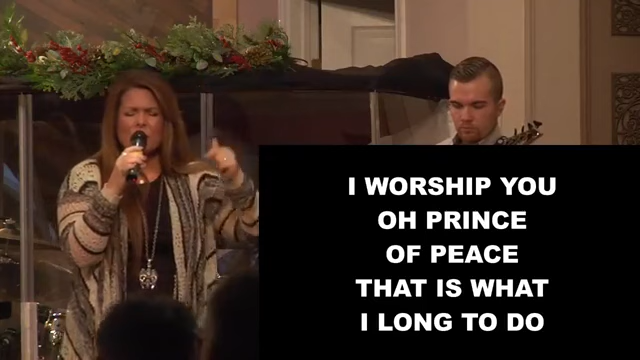 I WORSHIP YOU
OH PRINCE
OF PEACE
THAT IS WHAT
I LONG TO DO